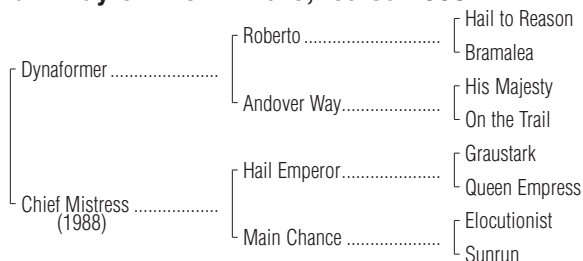 Hail to Reason
Roberto ........................
Bramalea
Dynaformer ...................
His Majesty
Andover Way.................
On the Trail
Graustark
Hail Emperor.................
Queen Empress
Chief Mistress ...............
(1988)
Elocutionist
Main Chance ................
Sunrun